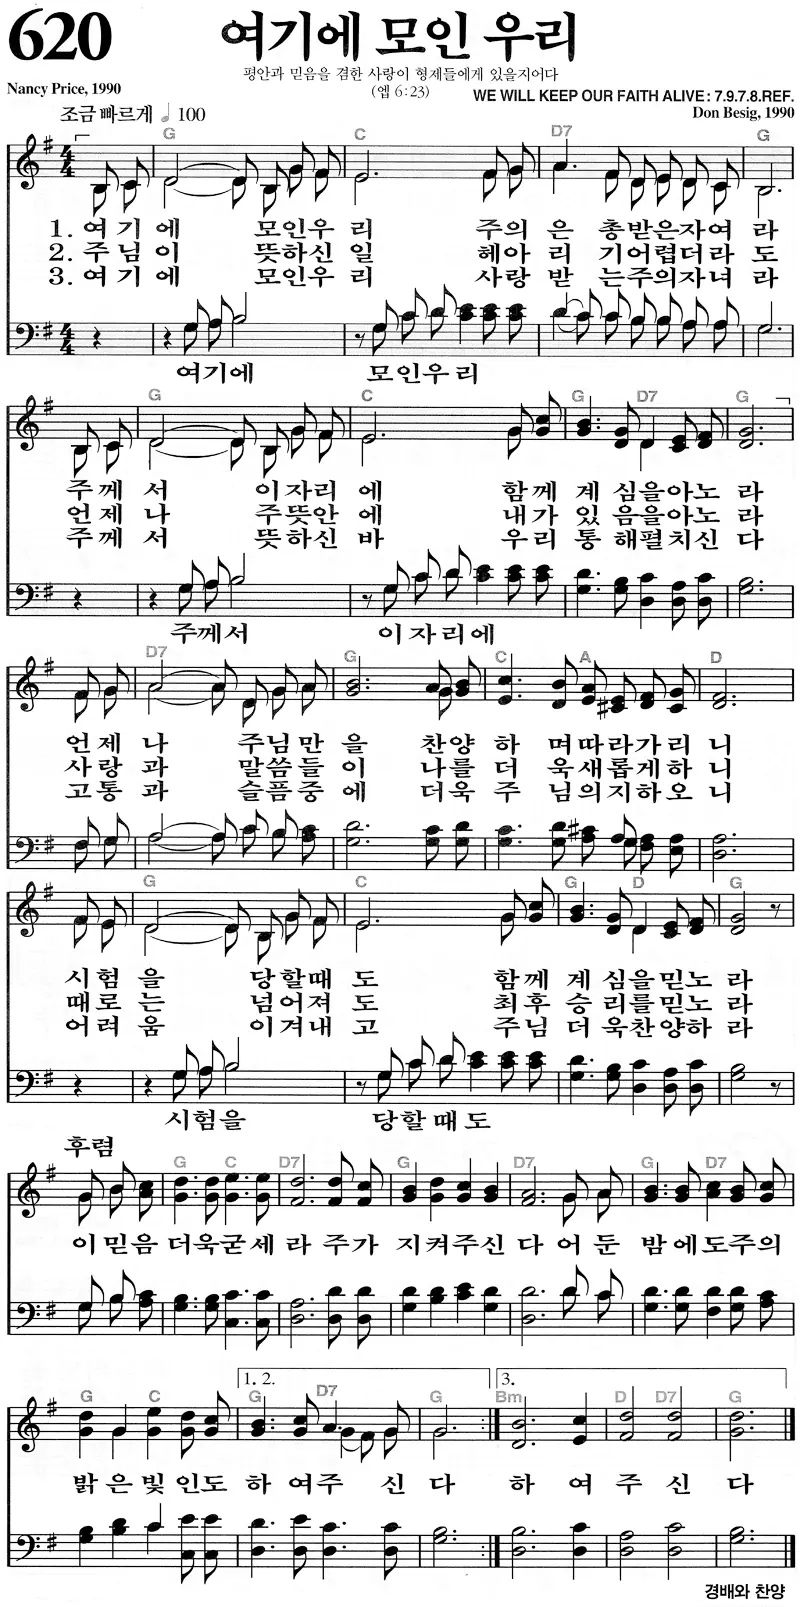 620 여기에 모인 우리
평안과 믿음을 겸한 사랑이 형제들에게 있을지어다
(엡 6:23)
Nancy Price, 1990
WE WILL KEEP OUR FAITH ALIVE: 7.9.7.8.REF.
Don Besig, 1990
조금 빠르게 ♩ 100
G C D7 G
1. 여 기 에 모인우 리 주의 은 총받은자여 라
2. 주 님 이 뜻하신 일 헤아 리 기어렵더라 도
3. 여 기 에 모인우 리 사랑 받 는주의자녀 라
여기에 모인우리
G C G D7 G
주께 서 이자리 에 함께 계 심을아노 라
언제 나 주뜻안 에 내가 있 음을아노 라
주께 서 뜻하신 바 우리 통 해펼치신 다
주께서 이자리에
D7 G C A D
언제 나 주님만 을 찬양 하 며따라가리 니
사랑 과 말씀들 이 나를 더 욱새롭게하 니
고통 과 슬픔중 에 더욱 주 님의지하오 니
G C G D G
시험 을 당할때 도 함께 계 심을믿노 라
때로 는 넘어져 도 최후 승 리를믿노 라
어려 움 이겨내 고 주님 더 욱찬양하 라
시험을 당할때도
후렴
G C D7 G D7 G D7
이 믿음 더욱굳 세 라 주가 지켜주신 다 어 둔 밤에도주의
1. 2. 3.
G C G D7 G Bm D D7 G
밝 은 빛 인도 하 여주 신 다 하 여 주 신 다
경배와 찬양